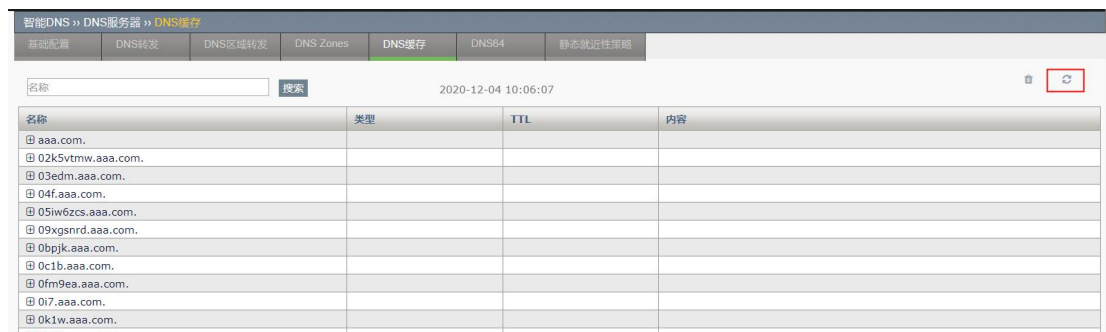 智能DNS ›› DNS服务器 ›› DNS缓存
基础配置 DNS转发 DNS区域转发 DNS Zones DNS缓存 DNS64 静态就近性策略
名称 搜索 2020-12-04 10:06:07
名称 类型 TTL 内容
aaa.com.
02k5vtmw.aaa.com.
03edm.aaa.com.
04f.aaa.com.
05iw6zcs.aaa.com.
09xgsnrd.aaa.com.
0bpjk.aaa.com.
0c1b.aaa.com.
0fm9ea.aaa.com.
0i7.aaa.com.
0k1w.aaa.com.